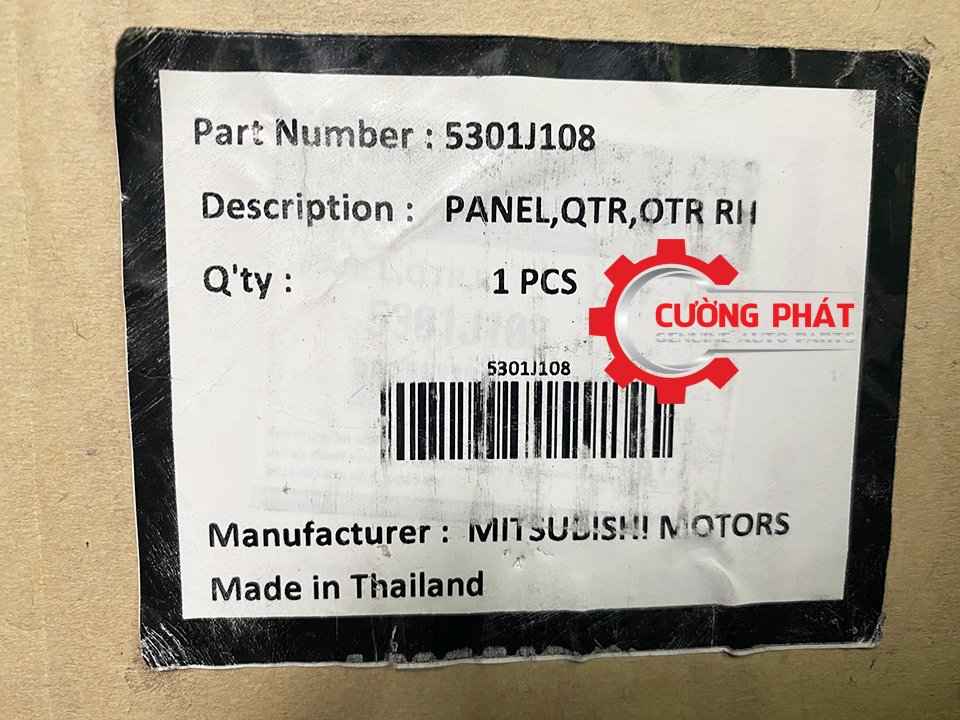 Part Number : 5301J108
Description : PANEL,QTR,OTR RH
Q'ty : 1 PCS
CƯỜNG PHÁT
GENUINE AUTO PARTS
5301J108
Manufacturer : MITSUBISHI MOTORS
Made in Thailand